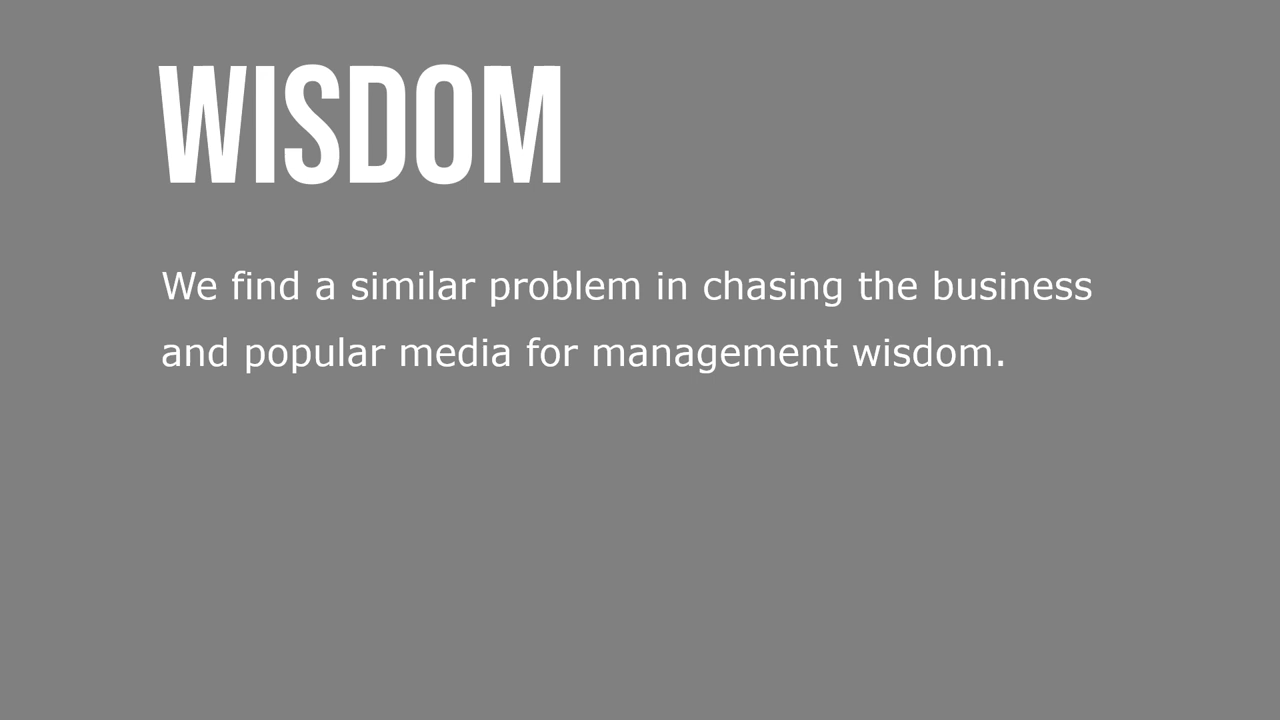 WISDOM
We find a similar problem in chasing the business
and popular media for management wisdom.